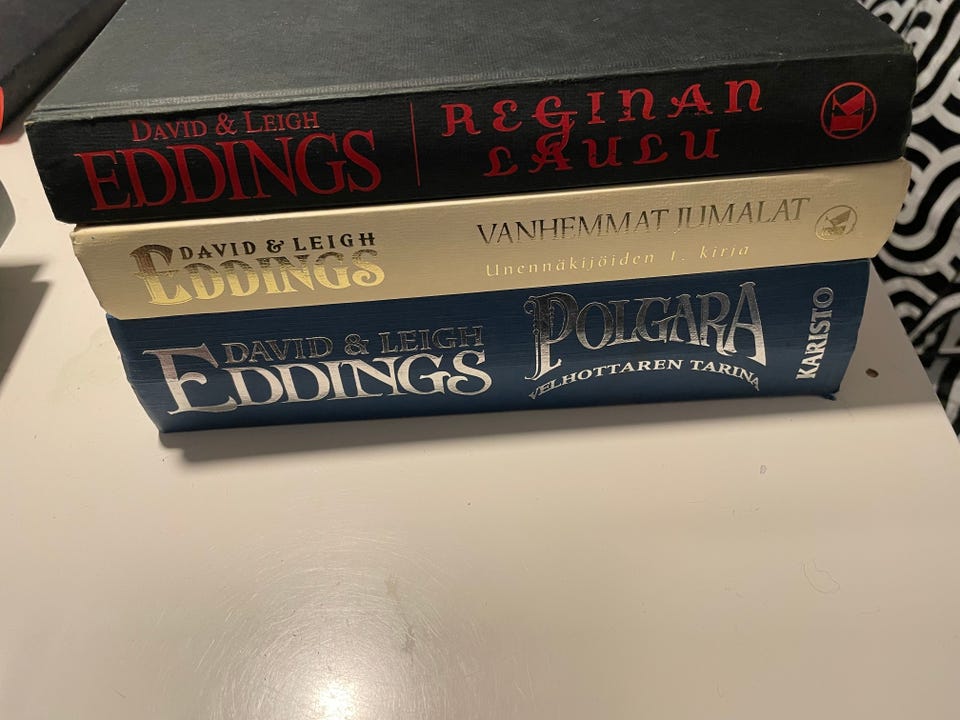 DAVID & LEIGH
EDDINGS
REGINAN
LAULU
K
DAVID & LEIGH
EDDINGS
VANHEMMAT JUMALAT
Unennäkijöiden 1. kirja
DAVID & LEIGH
EDDINGS
POLGARA
VELHOTTAREN TARINA
KARISTO